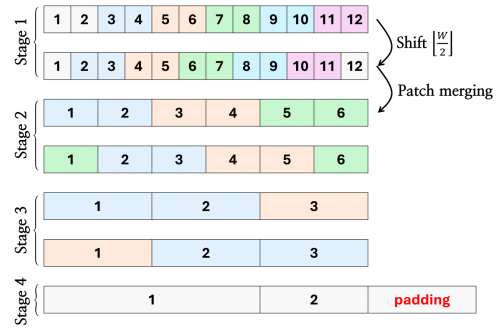 Stage 1
1 2 3 4 5 6 7 8 9 10 11 12
Shift ⌊W/2⌋
1 2 3 4 5 6 7 8 9 10 11 12
Patch merging
Stage 2
1 2 3 4 5 6
1 2 3 4 5 6
Stage 3
1 2 3
1 2 3
Stage 4
1 2 padding